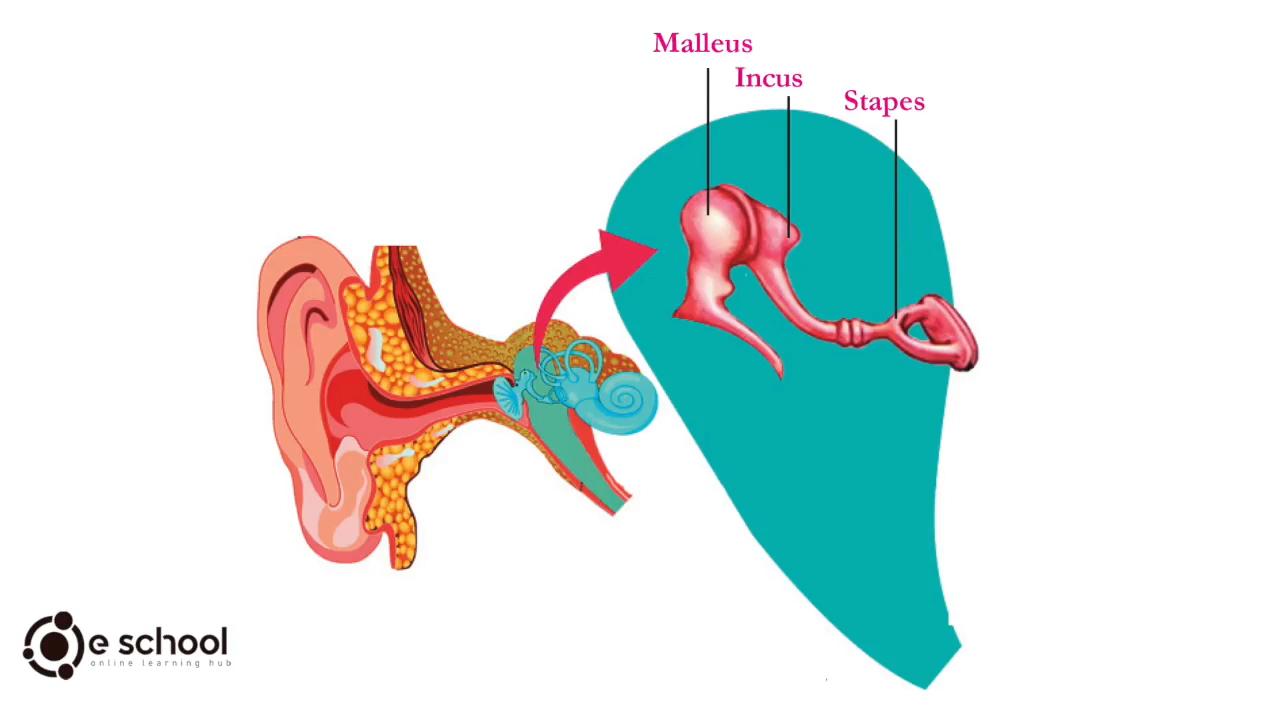 Malleus
Incus
Stapes
e school
online learning hub